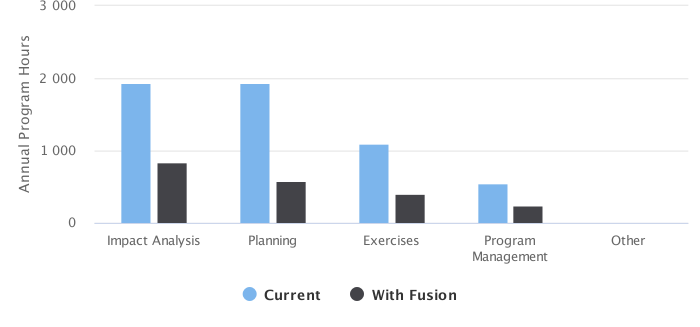 3 000
2 000
1 000
0
Annual Program Hours
Impact Analysis
Planning
Exercises
Program
Management
Other
Current
With Fusion